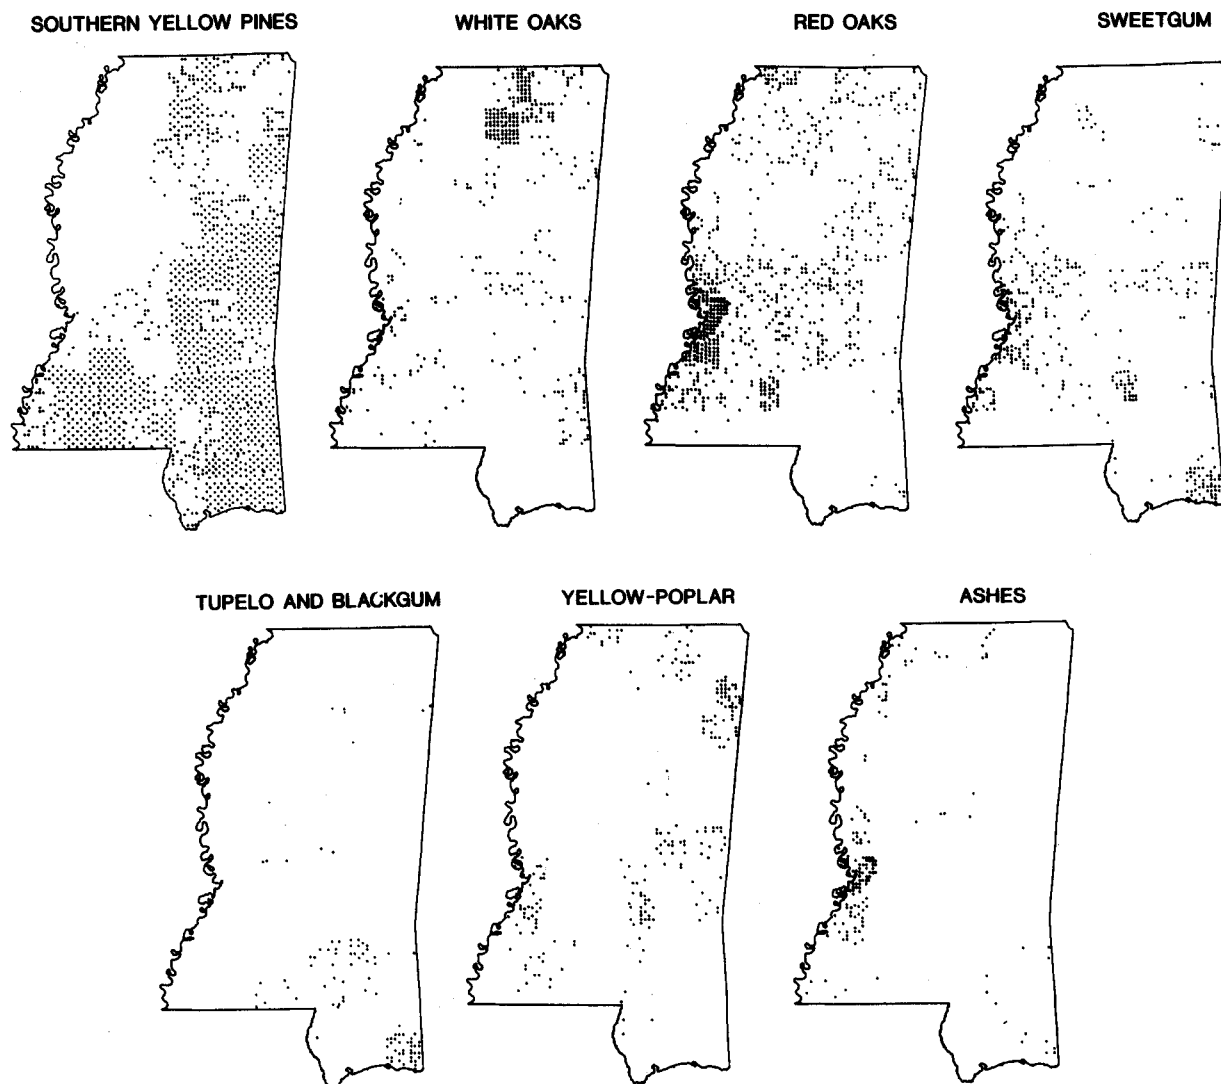 SOUTHERN YELLOW PINES
WHITE OAKS
RED OAKS
SWEETGUM
TUPELO AND BLACKGUM
YELLOW-POPLAR
ASHES